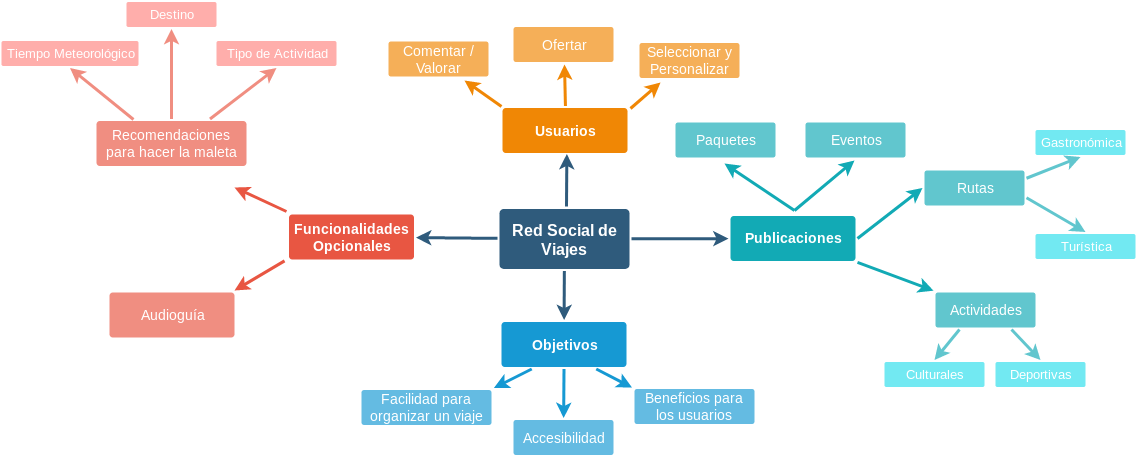 Destino
Tiempo Meteorológico
Tipo de Actividad
Recomendaciones
para hacer la maleta
Comentar /
Valorar
Ofertar
Seleccionar y
Personalizar
Usuarios
Paquetes
Eventos
Gastronómica
Rutas
Turística
Funcionalidades
Opcionales
Red Social de
Viajes
Publicaciones
Audioguía
Actividades
Culturales
Deportivas
Objetivos
Facilidad para
organizar un viaje
Accesibilidad
Beneficios para
los usuarios